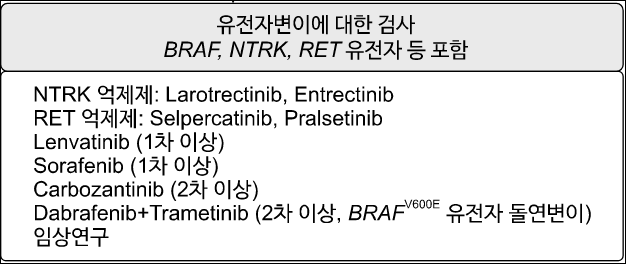 유전자변이에 대한 검사
BRAF, NTRK, RET 유전자 등 포함
NTRK 억제제: Larotrectinib, Entrectinib
RET 억제제: Selpercatinib, Pralsetinib
Lenvatinib (1차 이상)
Sorafenib (1차 이상)
Carbozantinib (2차 이상)
Dabrafenib+Trametinib (2차 이상, BRAF^V600E 유전자 돌연변이)
임상연구